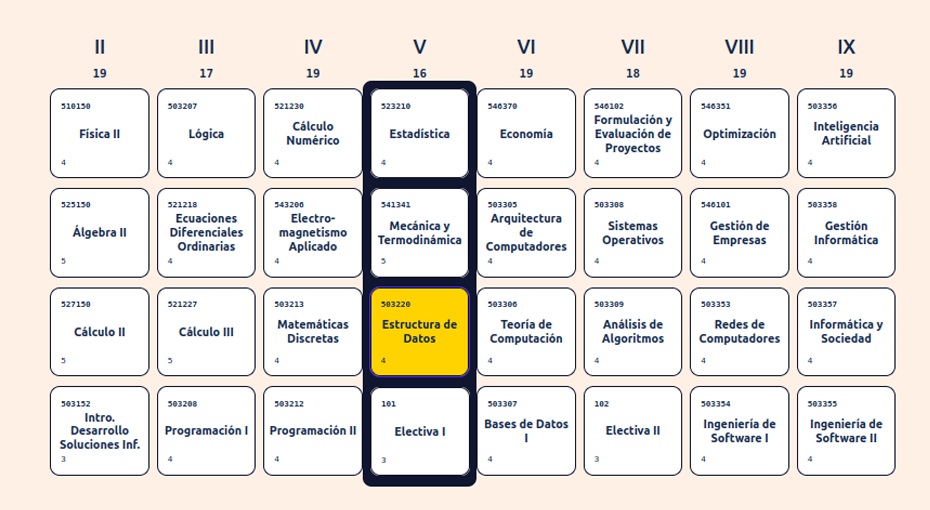 II III IV V VI VII VIII IX
19 17 19 16 19 18 19 19
510150
Física II
4
503207
Lógica
4
521230
Cálculo
Numérico
4
523210
Estadística
4
546370
Economía
4
546102
Formulación y
Evaluación de
Proyectos
4
546351
Optimización
4
503356
Inteligencia
Artificial
4
525150
Álgebra II
5
521218
Ecuaciones
Diferenciales
Ordinarias
4
543206
Electro-
magnetismo
Aplicado
4
541341
Mecánica y
Termodinámica
5
503305
Arquitectura
de
Computadores
4
503308
Sistemas
Operativos
4
546101
Gestión de
Empresas
4
503358
Gestión
Informática
4
527150
Cálculo II
5
521227
Cálculo III
5
503213
Matemáticas
Discretas
4
503220
Estructura de
Datos
4
503306
Teoría de
Computación
4
503309
Análisis de
Algoritmos
4
503353
Redes de
Computadores
4
503357
Informática y
Sociedad
4
503152
Intro.
Desarrollo
Soluciones Inf.
3
503208
Programación I
4
503212
Programación II
4
101
Electiva I
3
503307
Bases de Datos
I
4
102
Electiva II
3
503354
Ingeniería de
Software I
4
503355
Ingeniería de
Software II
4